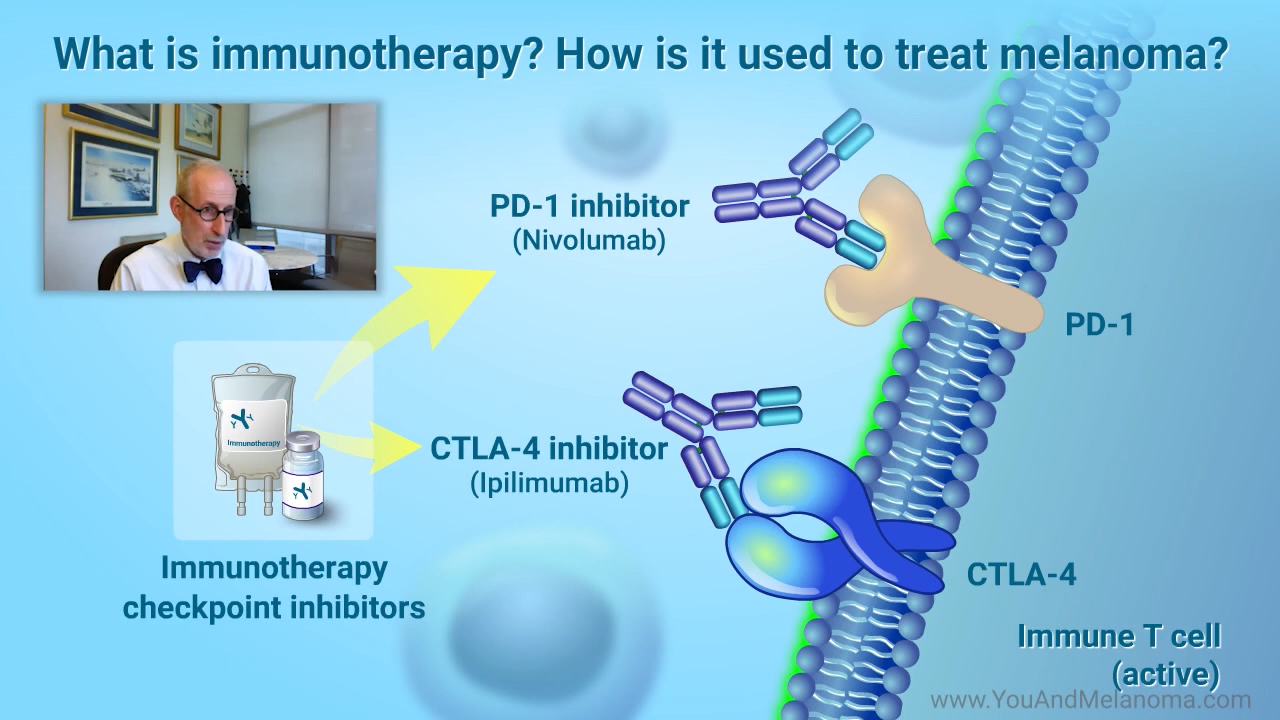 What is immunotherapy? How is it used to treat melanoma?
PD-1 inhibitor
(Nivolumab)
PD-1
Immunotherapy
CTLA-4 inhibitor
(Ipilimumab)
Immunotherapy
checkpoint inhibitors
CTLA-4
Immune T cell
(active)
www.YouAndMelanoma.com